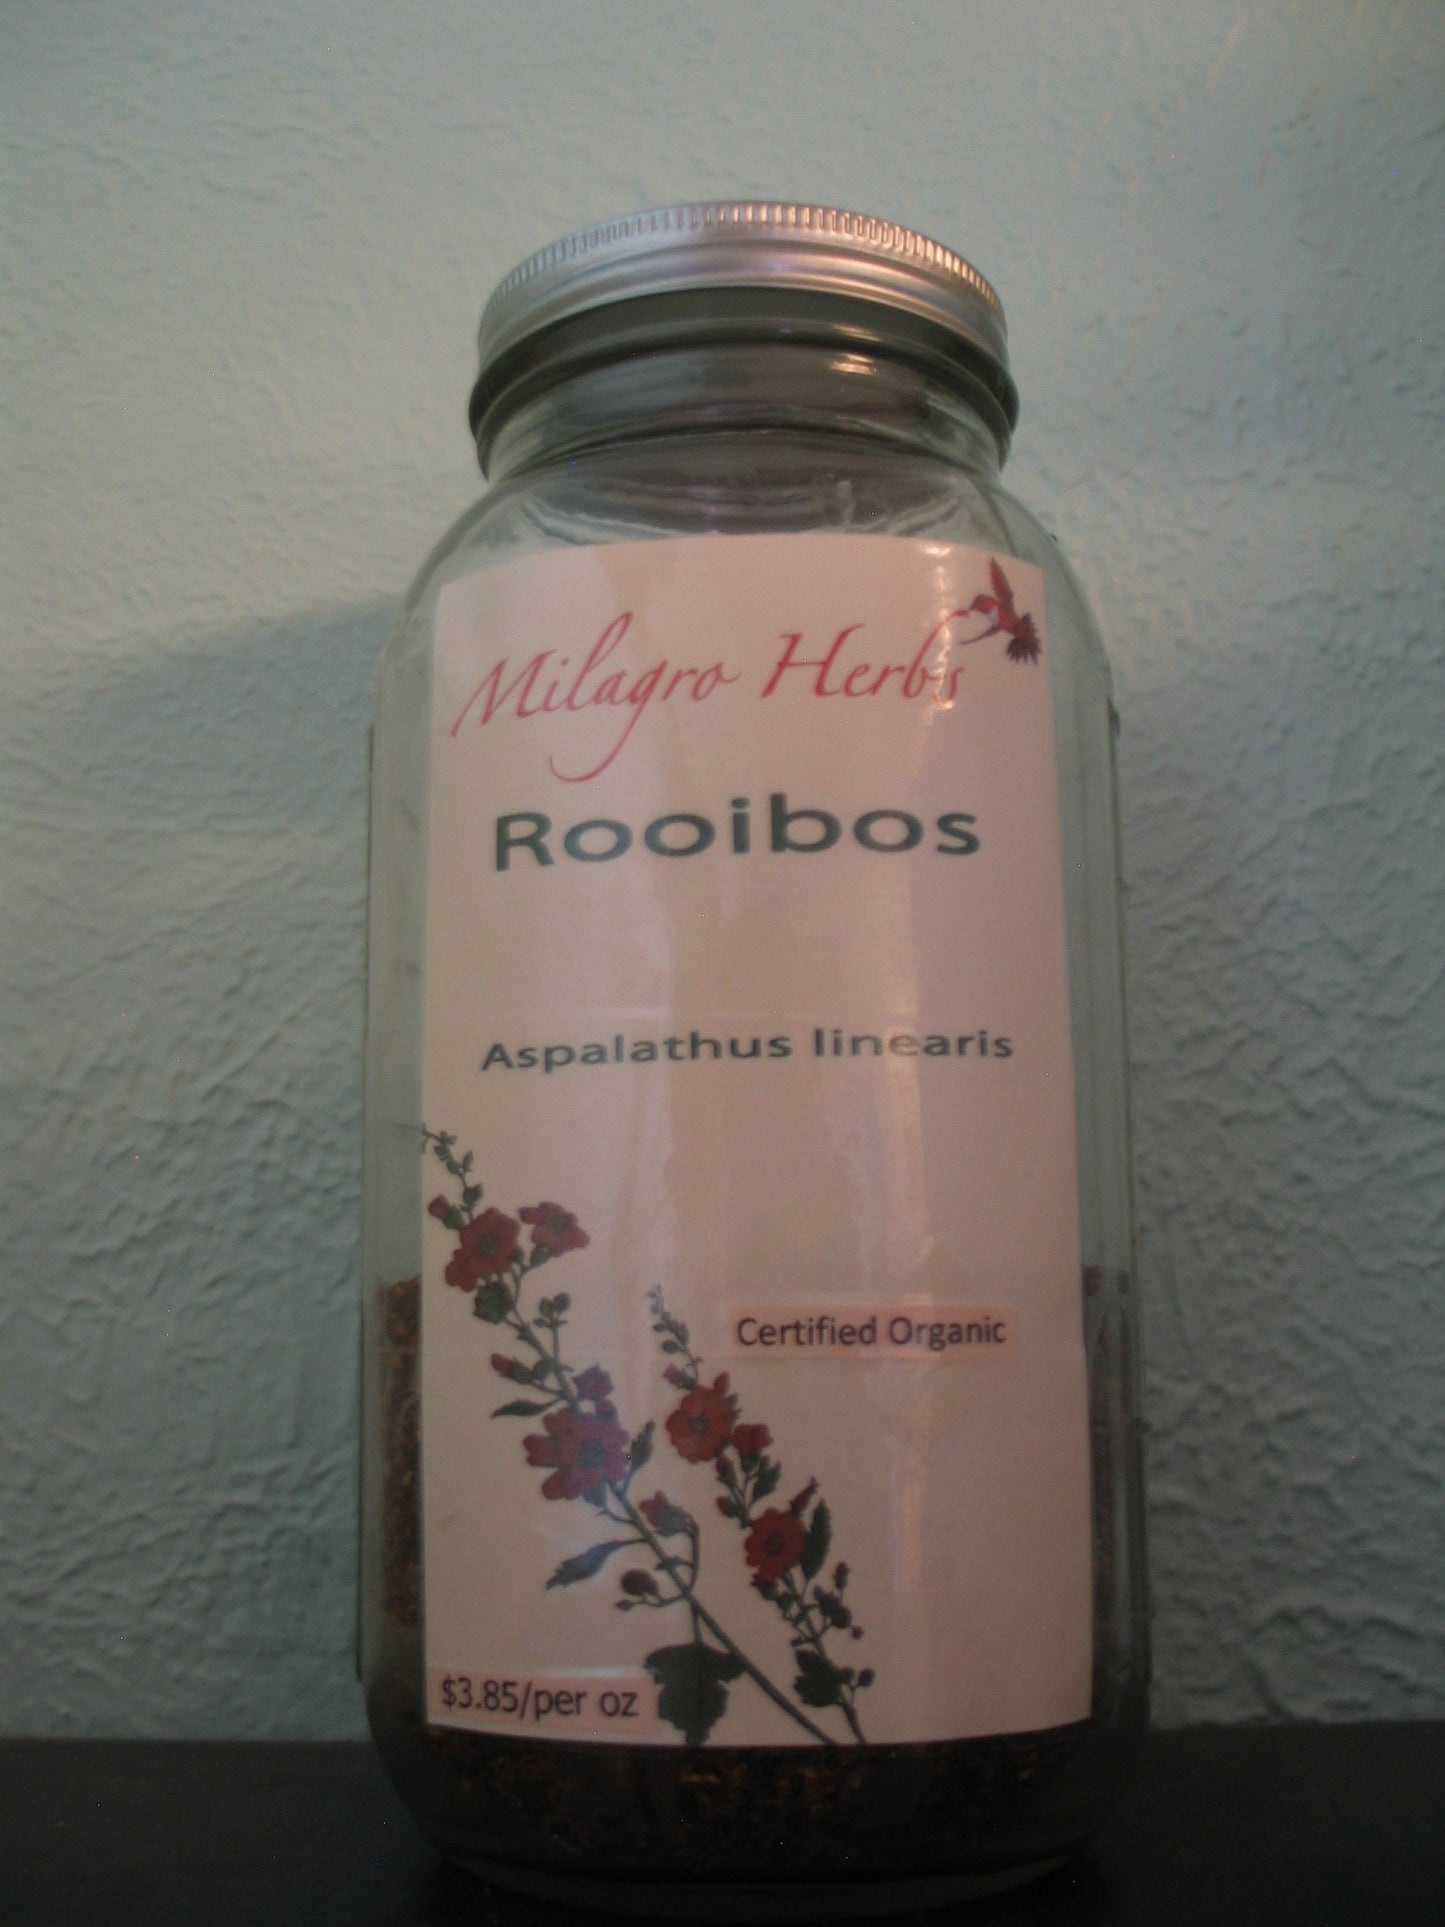 Milagro Herbs
Rooibos
Aspalathus linearis
Certified Organic
$3.85/per oz